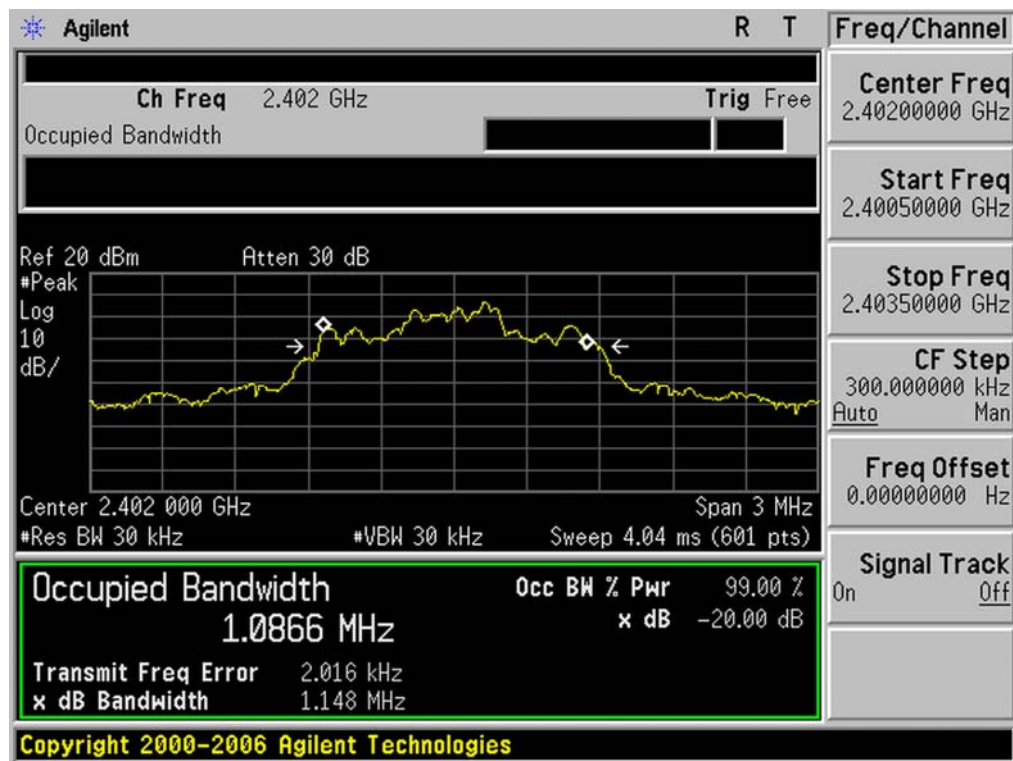 Agilent R T Freq/Channel
Ch Freq 2.402 GHz Trig Free
Occupied Bandwidth
Center Freq
2.40200000 GHz
Start Freq
2.40050000 GHz
Stop Freq
2.40350000 GHz
CF Step
300.000000 kHz
Auto Man
Freq Offset
0.00000000 Hz
Signal Track
On Off
Ref 20 dBm Atten 30 dB
#Peak
Log
10
dB/
Center 2.402 000 GHz Span 3 MHz
#Res BW 30 kHz #VBW 30 kHz Sweep 4.04 ms (601 pts)
Occupied Bandwidth Occ BW % Pwr 99.00 %
1.0866 MHz x dB -20.00 dB
Transmit Freq Error 2.016 kHz
x dB Bandwidth 1.148 MHz
Copyright 2000-2006 Agilent Technologies